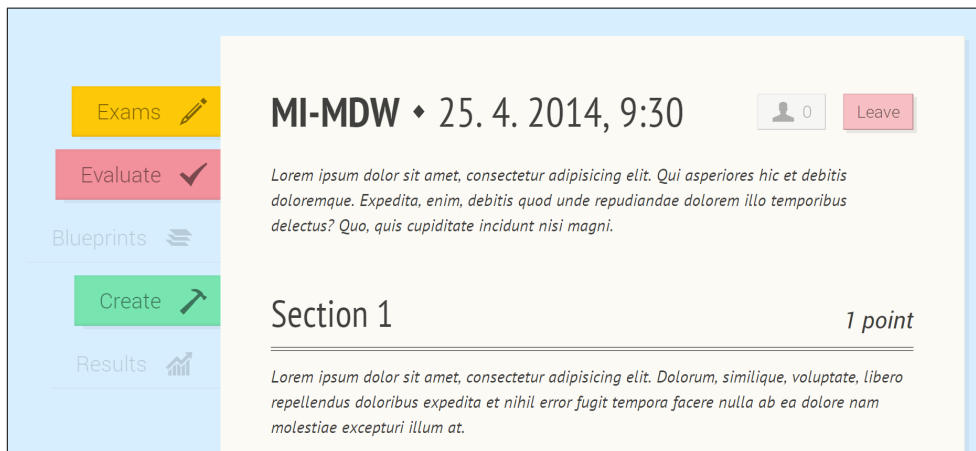 Exams
Evaluate
Blueprints
Create
Results
MI-MDW ◆ 25. 4. 2014, 9:30
0
Leave
Lorem ipsum dolor sit amet, consectetur adipisicing elit. Qui asperiores hic et debitis
doloremque. Expedita, enim, debitis quod unde repudiandae dolorem illo temporibus
delectus? Quo, quis cupiditate incidunt nisi magni.
Section 1
1 point
Lorem ipsum dolor sit amet, consectetur adipisicing elit. Dolorum, similique, voluptate, libero
repellendus doloribus expedita et nihil error fugit tempora facere nulla ab ea dolore nam
molestiae excepturi illum at.